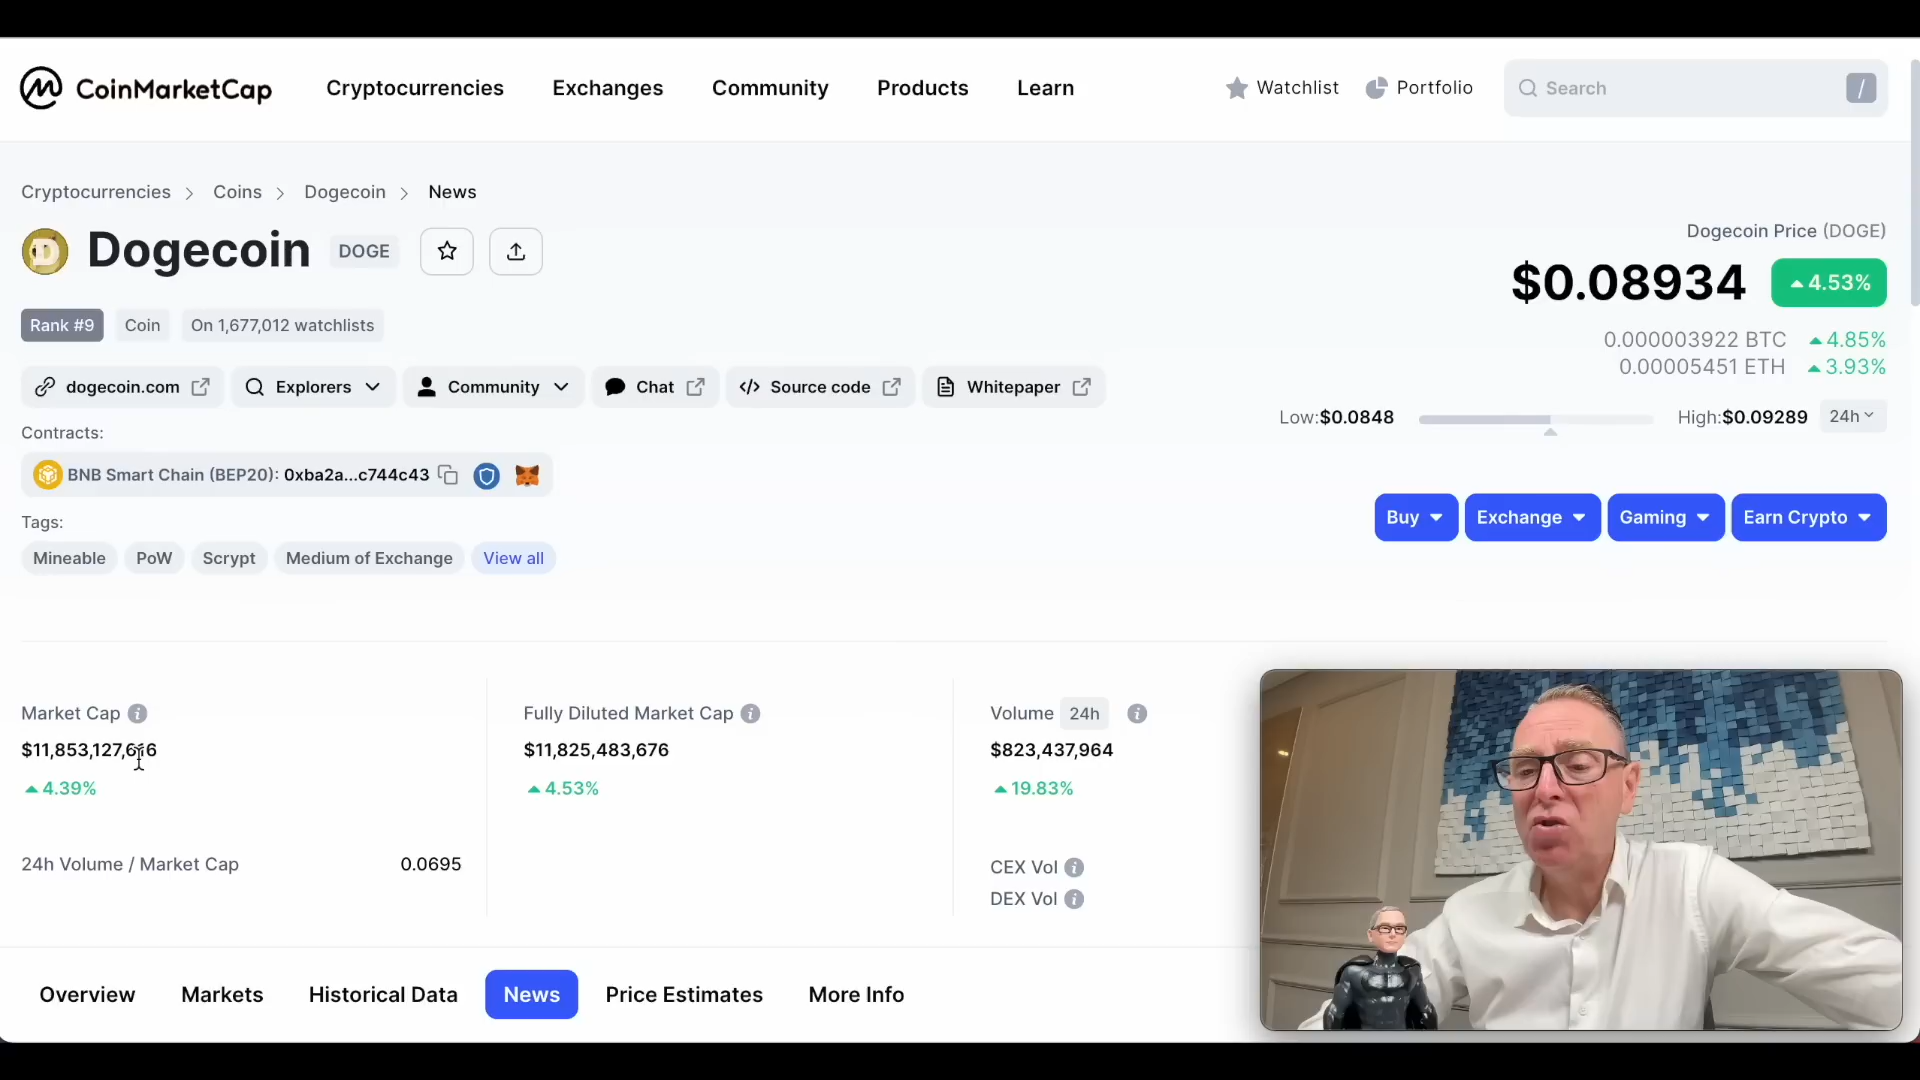 CoinMarketCap
Cryptocurrencies Exchanges Community Products Learn
Watchlist Portfolio Search /
Cryptocurrencies > Coins > Dogecoin > News
Dogecoin DOGE
Dogecoin Price (DOGE)
$0.08934 4.53%
Rank #9 Coin On 1,677,012 watchlists
0.000003922 BTC 4.85%
0.00005451 ETH 3.93%
dogecoin.com Explorers Community Chat Source code Whitepaper
Low:$0.0848 High:$0.09289 24h
Contracts:
BNB Smart Chain (BEP20): 0xba2a...c744c43
Buy Exchange Gaming Earn Crypto
Tags:
Mineable PoW Scrypt Medium of Exchange View all
Market Cap Fully Diluted Market Cap Volume 24h
$11,853,127,616 $11,825,483,676 $823,437,964
4.39% 4.53% 19.83%
24h Volume / Market Cap 0.0695
CEX Vol
DEX Vol
Overview Markets Historical Data News Price Estimates More Info